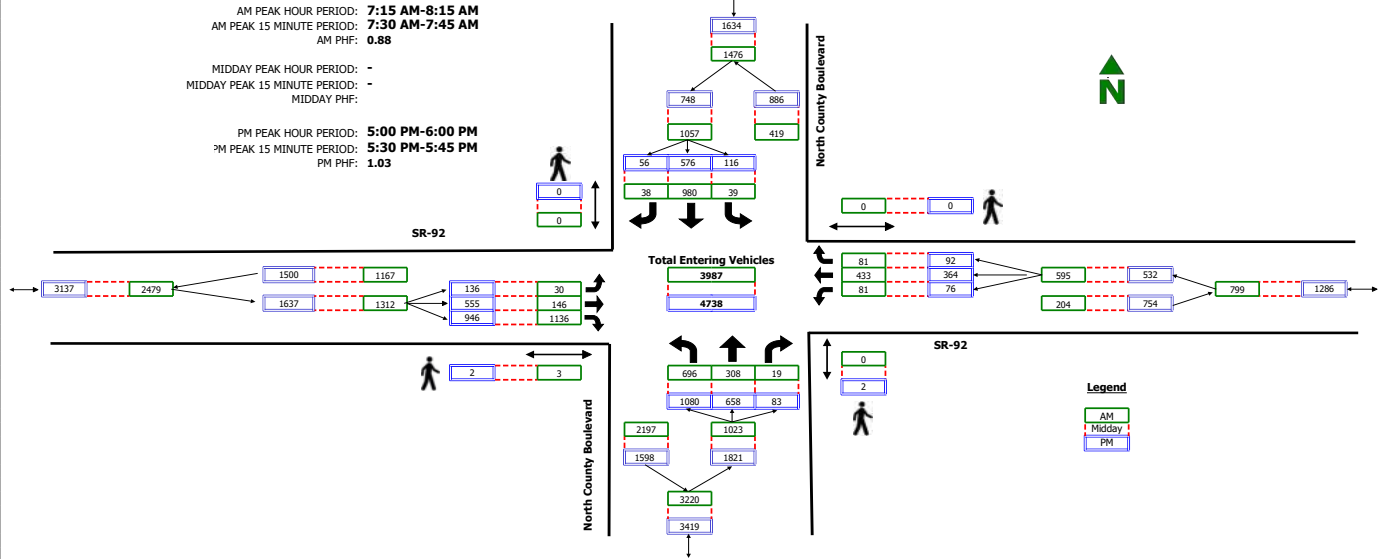 AM PEAK HOUR PERIOD: 7:15 AM-8:15 AM
AM PEAK 15 MINUTE PERIOD: 7:30 AM-7:45 AM
AM PHF: 0.88
MIDDAY PEAK HOUR PERIOD: -
MIDDAY PEAK 15 MINUTE PERIOD: -
MIDDAY PHF:
PM PEAK HOUR PERIOD: 5:00 PM-6:00 PM
PM PEAK 15 MINUTE PERIOD: 5:30 PM-5:45 PM
PM PHF: 1.03
1634
1476
748 886
1057 419
56 576 116
38 980 39
North County Boulevard
N
0
0
0 0
SR-92
Total Entering Vehicles
3987
4738
3137 2479
1500 1167
1637 1312
136 30
555 146
946 1136
81 92
433 364
81 76
595 532
204 754
799 1286
SR-92
2 3
0
2
696 308 19
1080 658 83
2197 1023
1598 1821
3220
3419
North County Boulevard
Legend
AM
Midday
PM